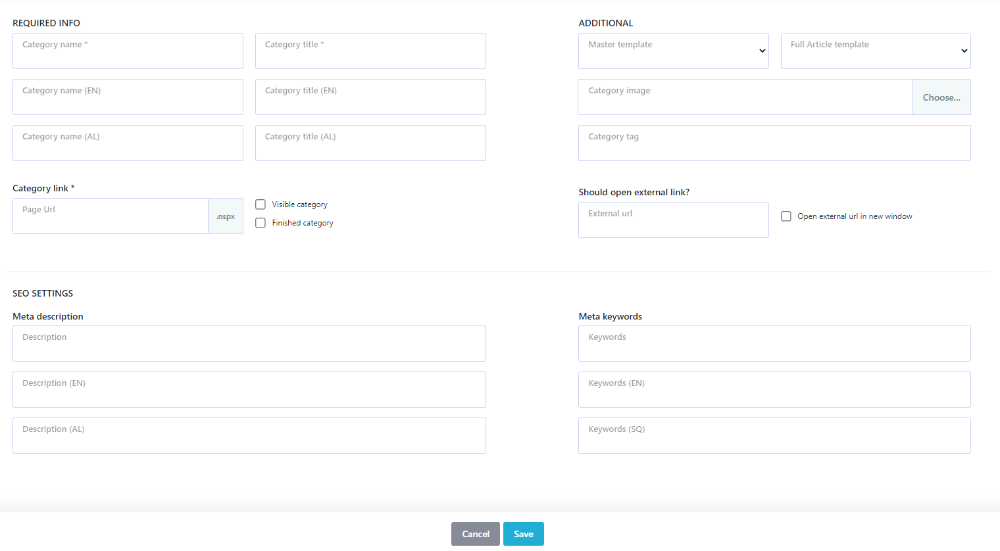 REQUIRED INFO
Category name *
Category title *
Category name (EN)
Category title (EN)
Category name (AL)
Category title (AL)
Category link *
Page Url
.nspx
Visible category
Finished category
ADDITIONAL
Master template
Full Article template
Category image
Choose...
Category tag
Should open external link?
External url
Open external url in new window
SEO SETTINGS
Meta description
Description
Description (EN)
Description (AL)
Meta keywords
Keywords
Keywords (EN)
Keywords (SQ)
Cancel
Save